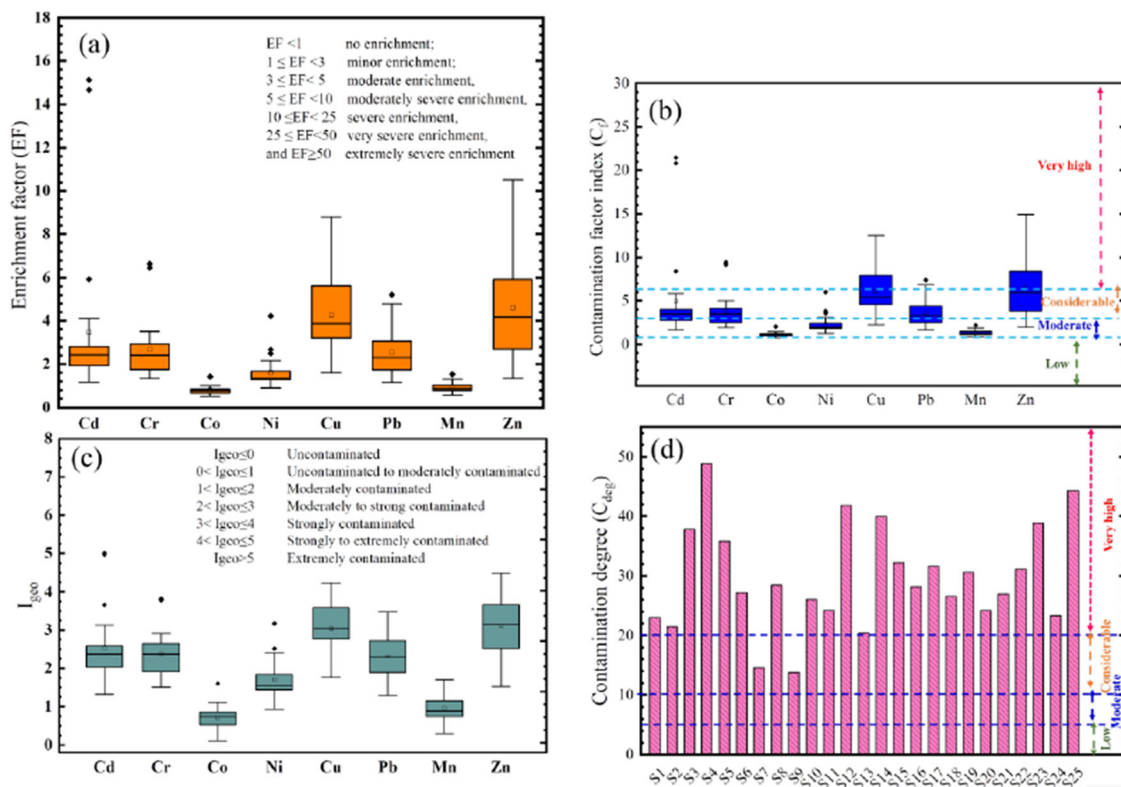 (a)
EF <1 no enrichment;
1 ≤ EF <3 minor enrichment;
3 ≤ EF< 5 moderate enrichment,
5 ≤ EF <10 moderately severe enrichment,
10 ≤EF< 25 severe enrichment,
25 ≤ EF<50 very severe enrichment,
and EF≥50 extremely severe enrichment
Enrichment factor (EF)
18
16
14
12
10
8
6
4
2
0
Cd Cr Co Ni Cu Pb Mn Zn
(b)
Contamination factor index (Cf)
30
25
20
15
10
5
0
Very high
Considerable
Moderate
Low
Cd Cr Co Ni Cu Pb Mn Zn
(c)
Igeo≤0 Uncontaminated
0< Igeo≤1 Uncontaminated to moderately contaminated
1< Igeo≤2 Moderately contaminated
2< Igeo≤3 Moderately to strong contaminated
3< Igeo≤4 Strongly contaminated
4< Igeo≤5 Strongly to extremely contaminated
Igeo>5 Extremely contaminated
Igeo
8
7
6
5
4
3
2
1
0
Cd Cr Co Ni Cu Pb Mn Zn
(d)
Contamination degree (Cdeg)
50
40
30
20
10
0
Very high
Considerable
Moderate
Low
S1 S2 S3 S4 S5 S6 S7 S8 S9 S10 S11 S12 S13 S14 S15 S16 S17 S18 S19 S20 S21 S22 S23 S24 S25